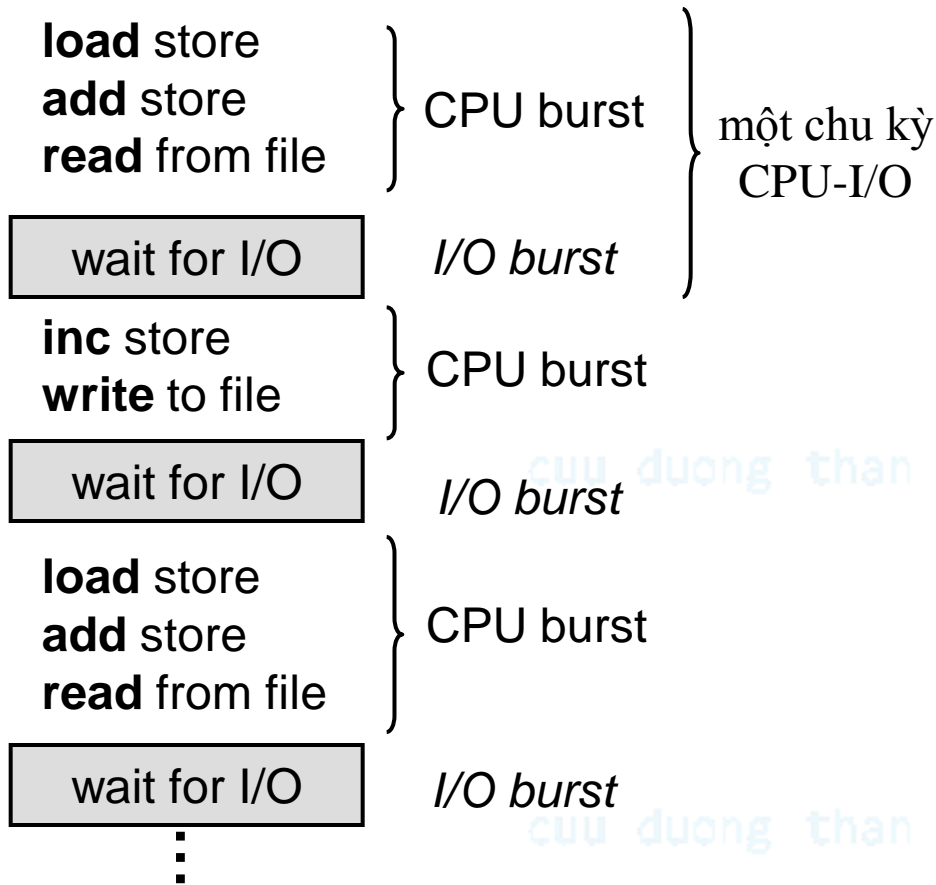 load store
add store
read from file
CPU burst
một chu kỳ
CPU-I/O
wait for I/O
I/O burst
inc store
write to file
CPU burst
wait for I/O
I/O burst
cuu duong than
load store
add store
read from file
CPU burst
wait for I/O
I/O burst
cuu duong than